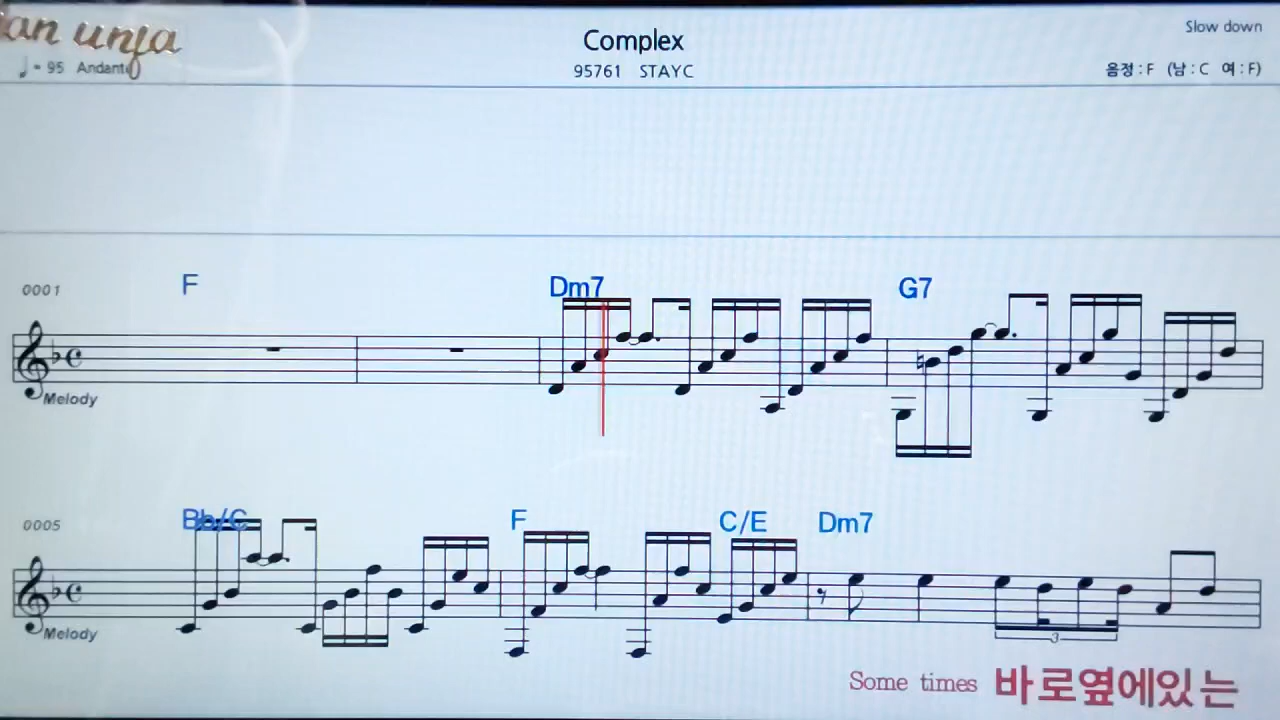 Slow down
Complex
♩= 95 Andante
95761 STAYC
음정 : F (남 : C 여 : F)
0001
F Dm7 G7
Melody
0005
Bb/C F C/E Dm7
Melody
3
Some times 바로옆에있는